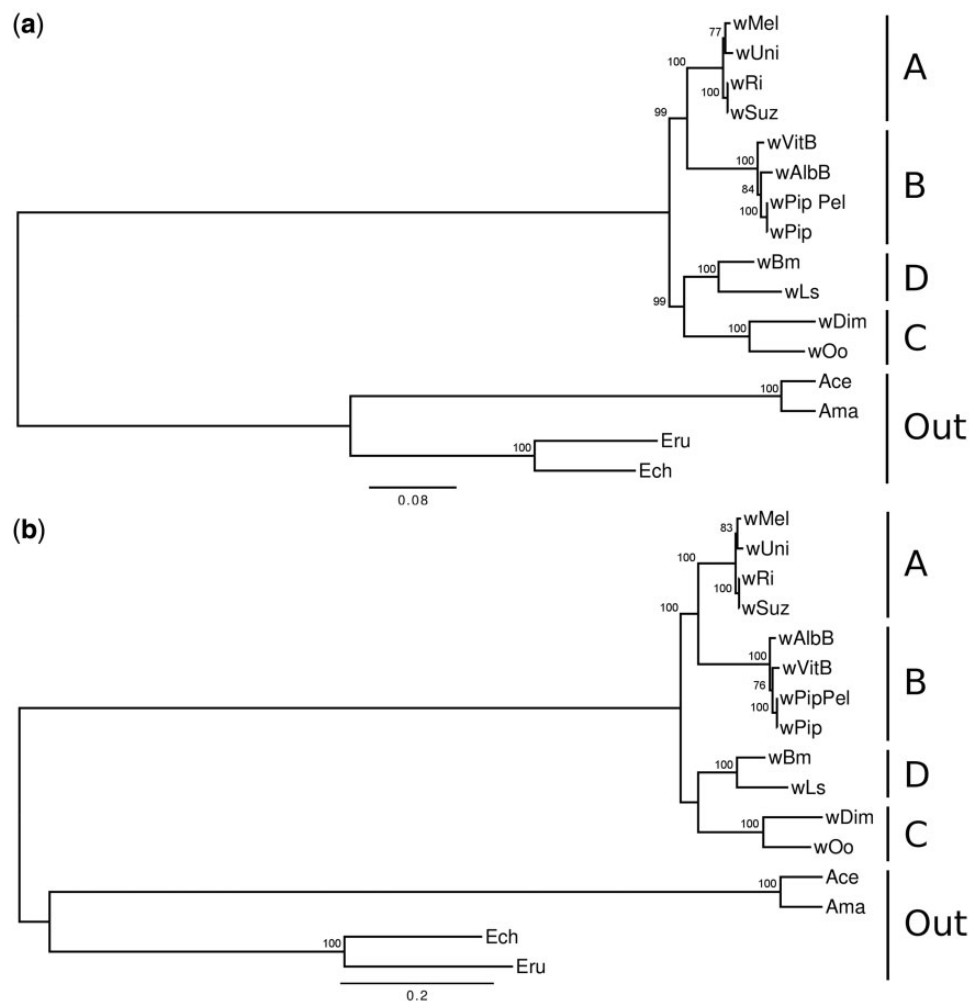 (a)
77
wMel
wUni
100
wRi
100
wSuz
A
99
wVitB
100
wAlbB
84
wPip Pel
100
wPip
B
wBm
100
wLs
D
99
wDim
100
wOo
C
Ace
100
Ama
Eru
100
Ech
Out
0.08
(b)
83
wMel
wUni
100
wRi
100
wSuz
A
100
wAlbB
100
wVitB
76
wPipPel
100
wPip
B
wBm
100
wLs
D
wDim
100
wOo
C
Ace
100
Ama
Ech
100
Eru
Out
0.2